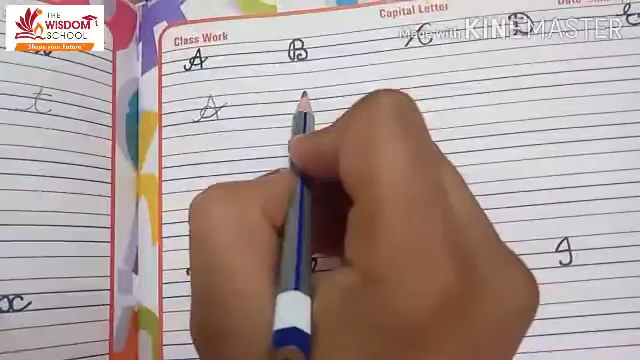 THE WISDOM SCHOOL
"Shape your Future"
Capital Letter
Made with KINEMASTER
Class Work
A B C D
t A
I
x